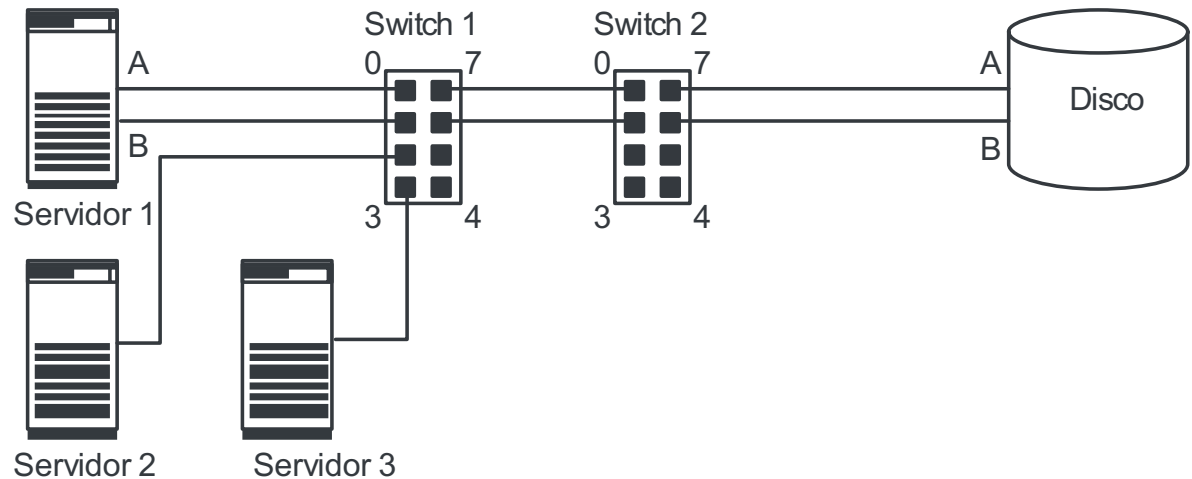 Switch 1
Switch 2
A
0
7
0
7
A
Disco
B
B
Servidor 1
3
4
3
4
Servidor 2
Servidor 3